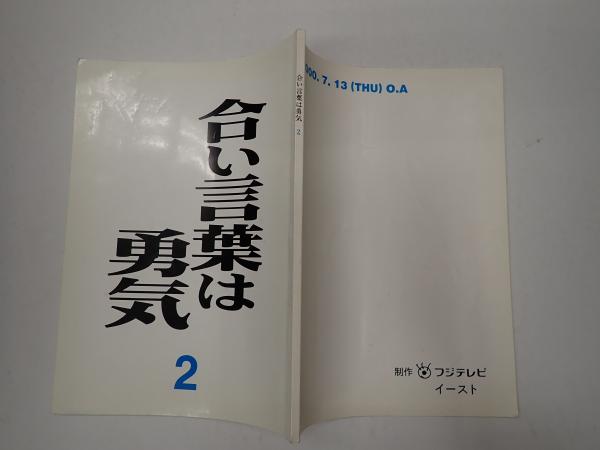 合い言葉は
勇気
2
合い言葉は勇気 2
000. 7. 13 (THU) O.A
制作 フジテレビ
イースト